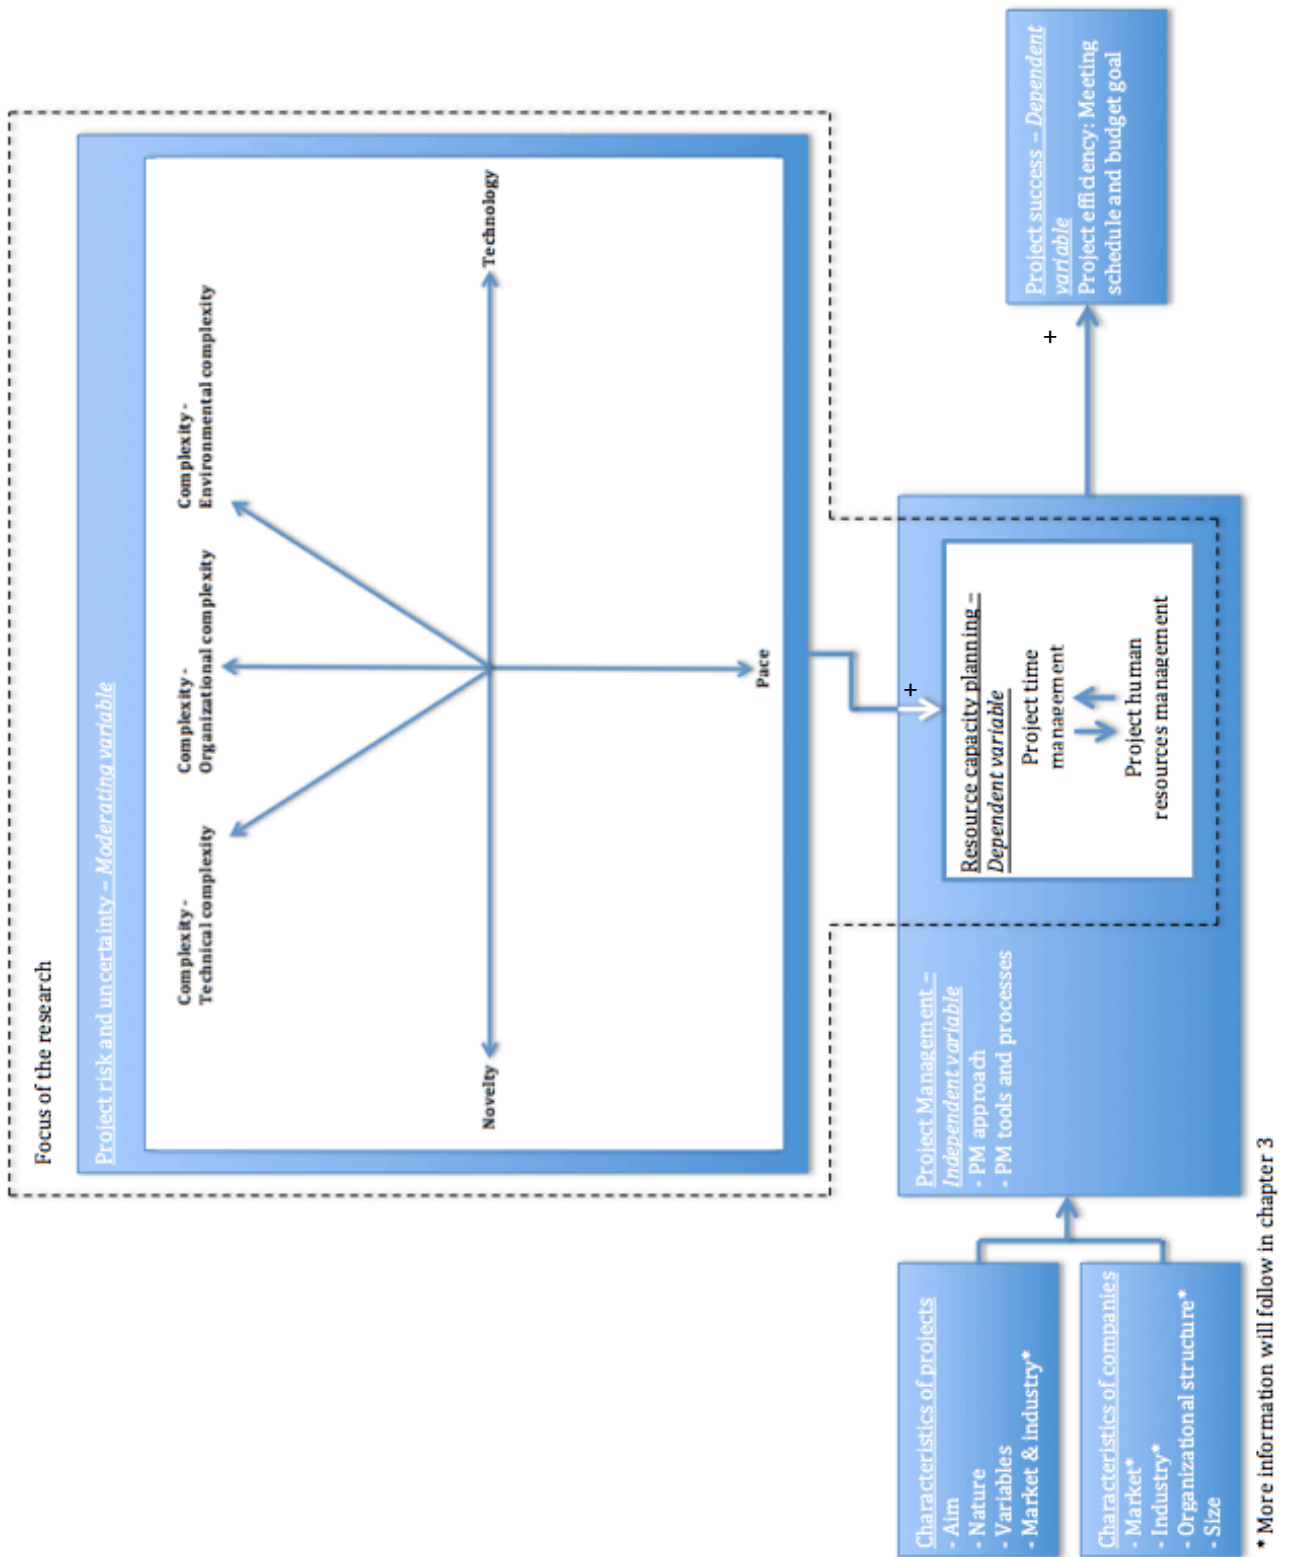 Focus of the research
Project risk and uncertainty – Moderating variable
Complexity -
Technical complexity
Complexity -
Organizational complexity
Complexity -
Environmental complexity
Novelty
Technology
Pace
+
Characteristics of projects
- Aim
- Nature
- Variables
- Market & industry*
Characteristics of companies
- Market*
- Industry*
- Organizational structure*
- Size
Project Management –
Independent variable
- PM approach
- PM tools and processes
Resource capacity planning –
Dependent variable
Project time
management
Project human
resources management
+
Project success – Dependent
variable
Project efficiency: Meeting
schedule and budget goal
* More information will follow in chapter 3